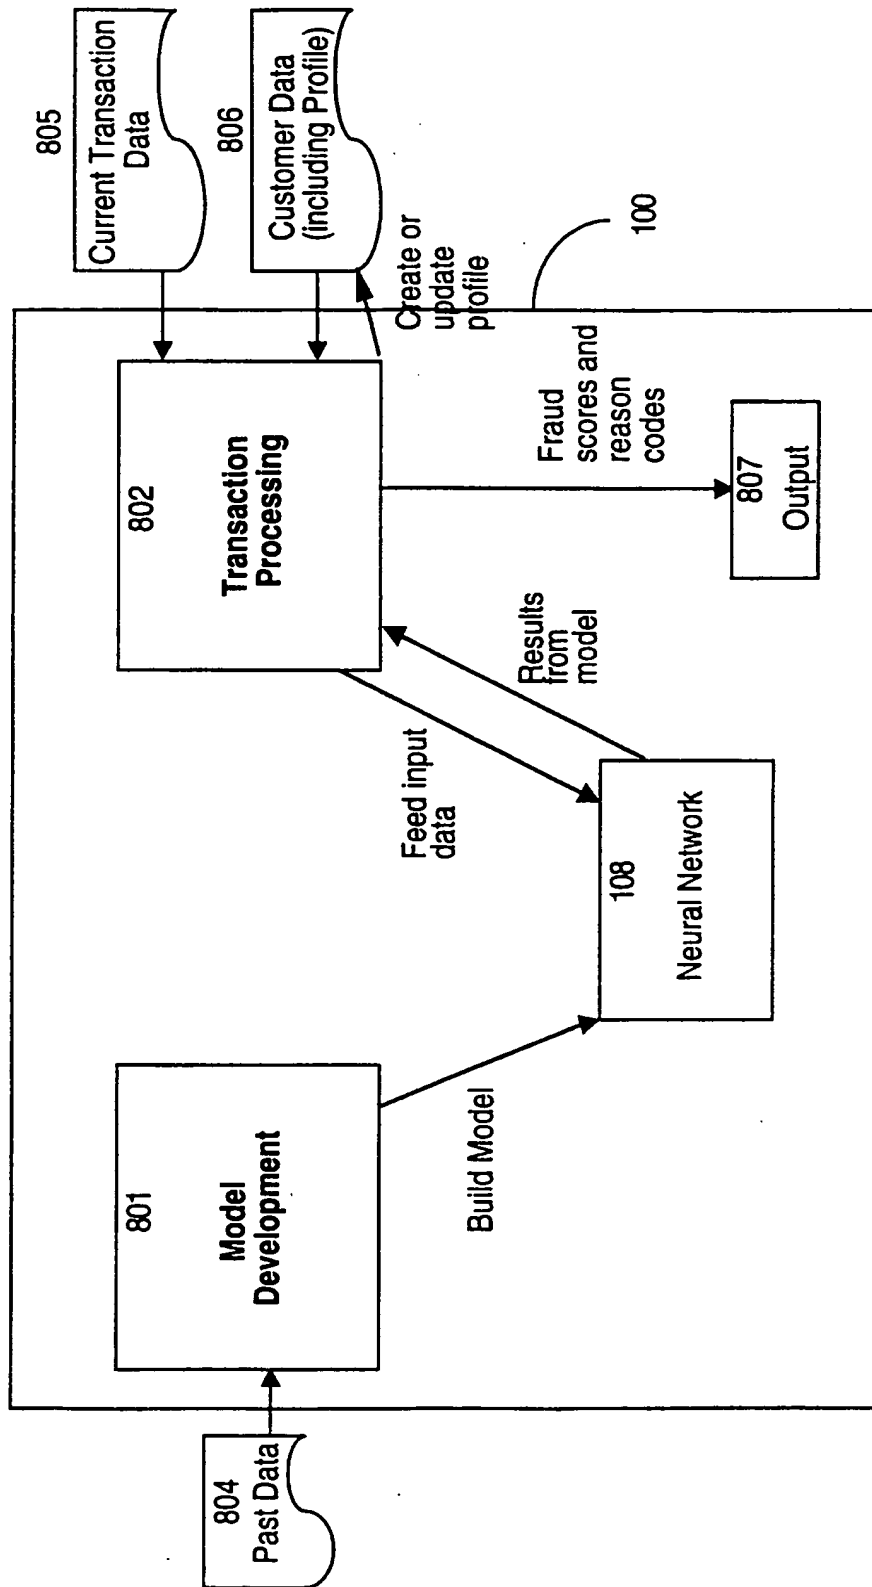 804
Past Data
801
Model
Development
Build Model
108
Neural Network
Feed input
data
Results
from
model
802
Transaction
Processing
Fraud
scores and
reason
codes
807
Output
Create or
update
profile
805
Current Transaction
Data
806
Customer Data
(including Profile)
100